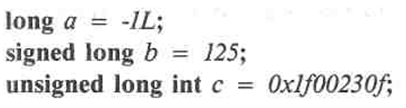 long a = -1L;
signed long b = 125;
unsigned long int c = 0x1f00230f;